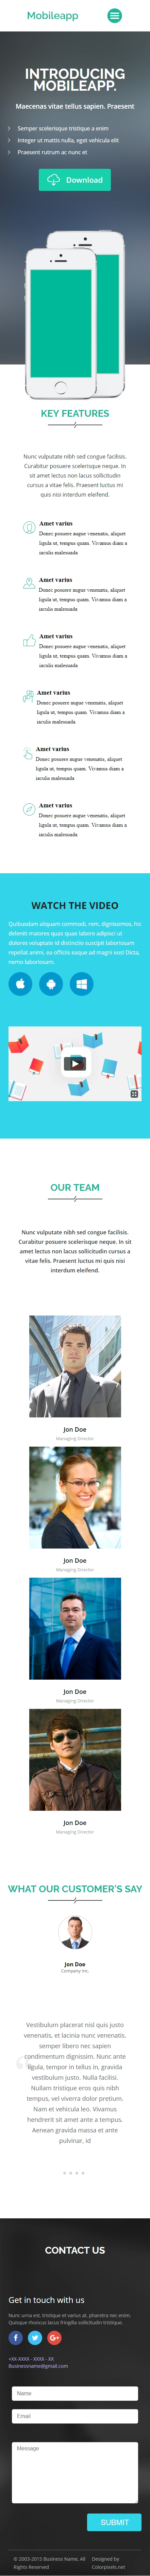 Mobileapp
INTRODUCING
MOBILEAPP.
Maecenas vitae tellus sapien. Praesent
Semper scelerisque tristique a enim
Integer ut mattis nulla, eget vehicula elit
Praesent rutrum ac nunc et
Download
KEY FEATURES
Nunc vulputate nibh sed congue facilisis.
Curabitur posuere scelerisque neque. In
sit amet lectus non lacus sollicitudin
cursus a vitae felis. Praesent luctus mi
quis nisi interdum eleifend.
Amet varius
Donec posuere augue venenatis, aliquet
ligula ut, tempus quam. Vivamus diam a
iaculis malesuada
Amet varius
Donec posuere augue venenatis, aliquet
ligula ut, tempus quam. Vivamus diam a
iaculis malesuada
Amet varius
Donec posuere augue venenatis, aliquet
ligula ut, tempus quam. Vivamus diam a
iaculis malesuada
Amet varius
Donec posuere augue venenatis, aliquet
ligula ut, tempus quam. Vivamus diam a
iaculis malesuada
Amet varius
Donec posuere augue venenatis, aliquet
ligula ut, tempus quam. Vivamus diam a
iaculis malesuada
Amet varius
Donec posuere augue venenatis, aliquet
ligula ut, tempus quam. Vivamus diam a
iaculis malesuada
WATCH THE VIDEO
Quibusdam aliquam commodi, rem, dignissimos, hic
deleniti maiores quas quae labore adipisci ut
dolores voluptate id distinctio suscipit laborosam
repellat animi, ea officiis eaque ad magni eos! Dicta,
nemo laboriosam.
OUR TEAM
Nunc vulputate nibh sed congue facilisis.
Curabitur posuere scelerisque neque. In sit
amet lectus non lacus sollicitudin cursus a
vitae felis. Praesent luctus mi quis nisi
interdum eleifend.
Jon Doe
Managing Director
Jon Doe
Managing Director
Jon Doe
Managing Director
Jon Doe
Managing Director
WHAT OUR CUSTOMER'S SAY
Jon Doe
Company Inc.
Vestibulum placerat nisl quis justo
venenatis, et lacinia nunc venenatis.
semper libero nec sapien
condimentum dignissim. Nunc ante
ligula, tempor in tellus in, gravida
vestibulum justo. Nulla facilisi.
Nullam tristique eros quis nibh
tempus, vel viverra dolor pretium.
Nam et vehicula leo. Vivamus
hendrerit sit amet ante a tempus.
Aenean gravida massa et ante
pulvinar, id
CONTACT US
Get in touch with us
Nunc urna est, tristique et varius at, pharetra nec enim.
Quisque rhoncus lacus fringilla sollicitudin tristique.
+XX-XXXX - XXXX - XX
Businessname@gmail.com
Name
Email
Message
SUBMIT
© 2003-2015 Business Name, All
Rights Reserved
Designed by
Colorpixels.net